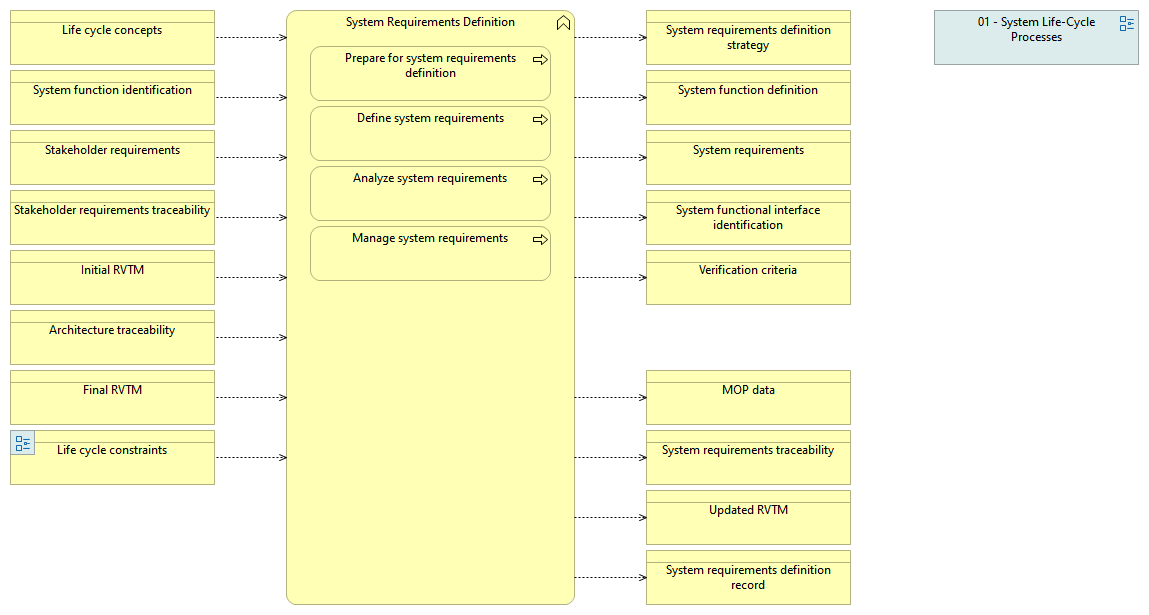 Life cycle concepts
System function identification
Stakeholder requirements
Stakeholder requirements traceability
Initial RVTM
Architecture traceability
Final RVTM
Life cycle constraints
System Requirements Definition
Prepare for system requirements
definition
Define system requirements
Analyze system requirements
Manage system requirements
System requirements definition
strategy
System function definition
System requirements
System functional interface
identification
Verification criteria
MOP data
System requirements traceability
Updated RVTM
System requirements definition
record
01 - System Life-Cycle
Processes